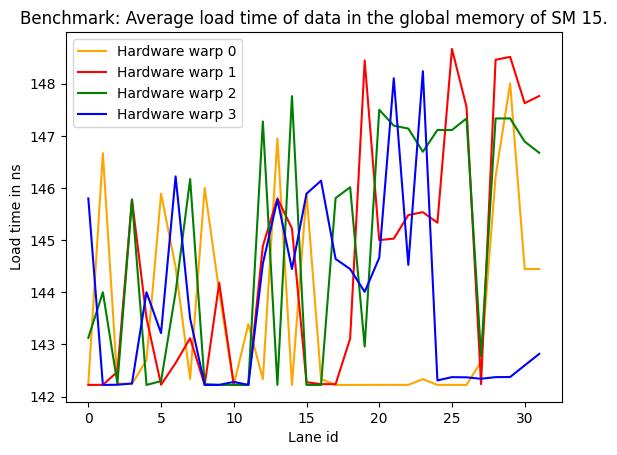 Benchmark: Average load time of data in the global memory of SM 15.
Hardware warp 0
Hardware warp 1
Hardware warp 2
Hardware warp 3
148
147
146
145
144
143
142
Load time in ns
0 5 10 15 20 25 30
Lane id